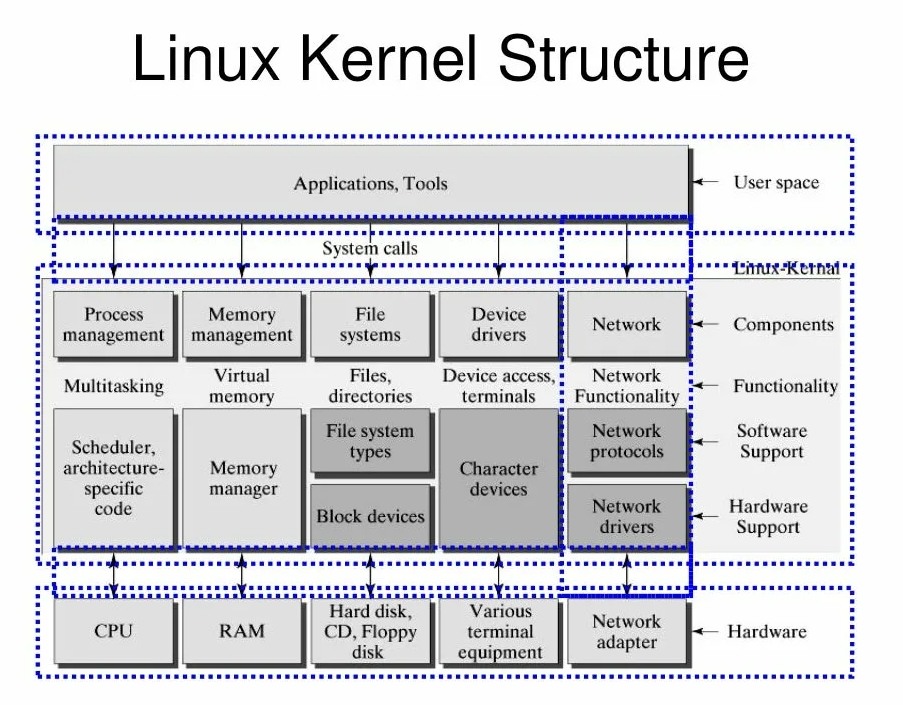 Linux Kernel Structure
Applications, Tools
User space
System calls
Linux-Kernal
Process
management
Memory
management
File
systems
Device
drivers
Network
Components
Multitasking
Virtual
memory
Files,
directories
Device access,
terminals
Network
Functionality
Functionality
Scheduler,
architecture-
specific
code
Memory
manager
File system
types
Block devices
Character
devices
Network
protocols
Network
drivers
Software
Support
Hardware
Support
CPU
RAM
Hard disk,
CD, Floppy
disk
Various
terminal
equipment
Network
adapter
Hardware